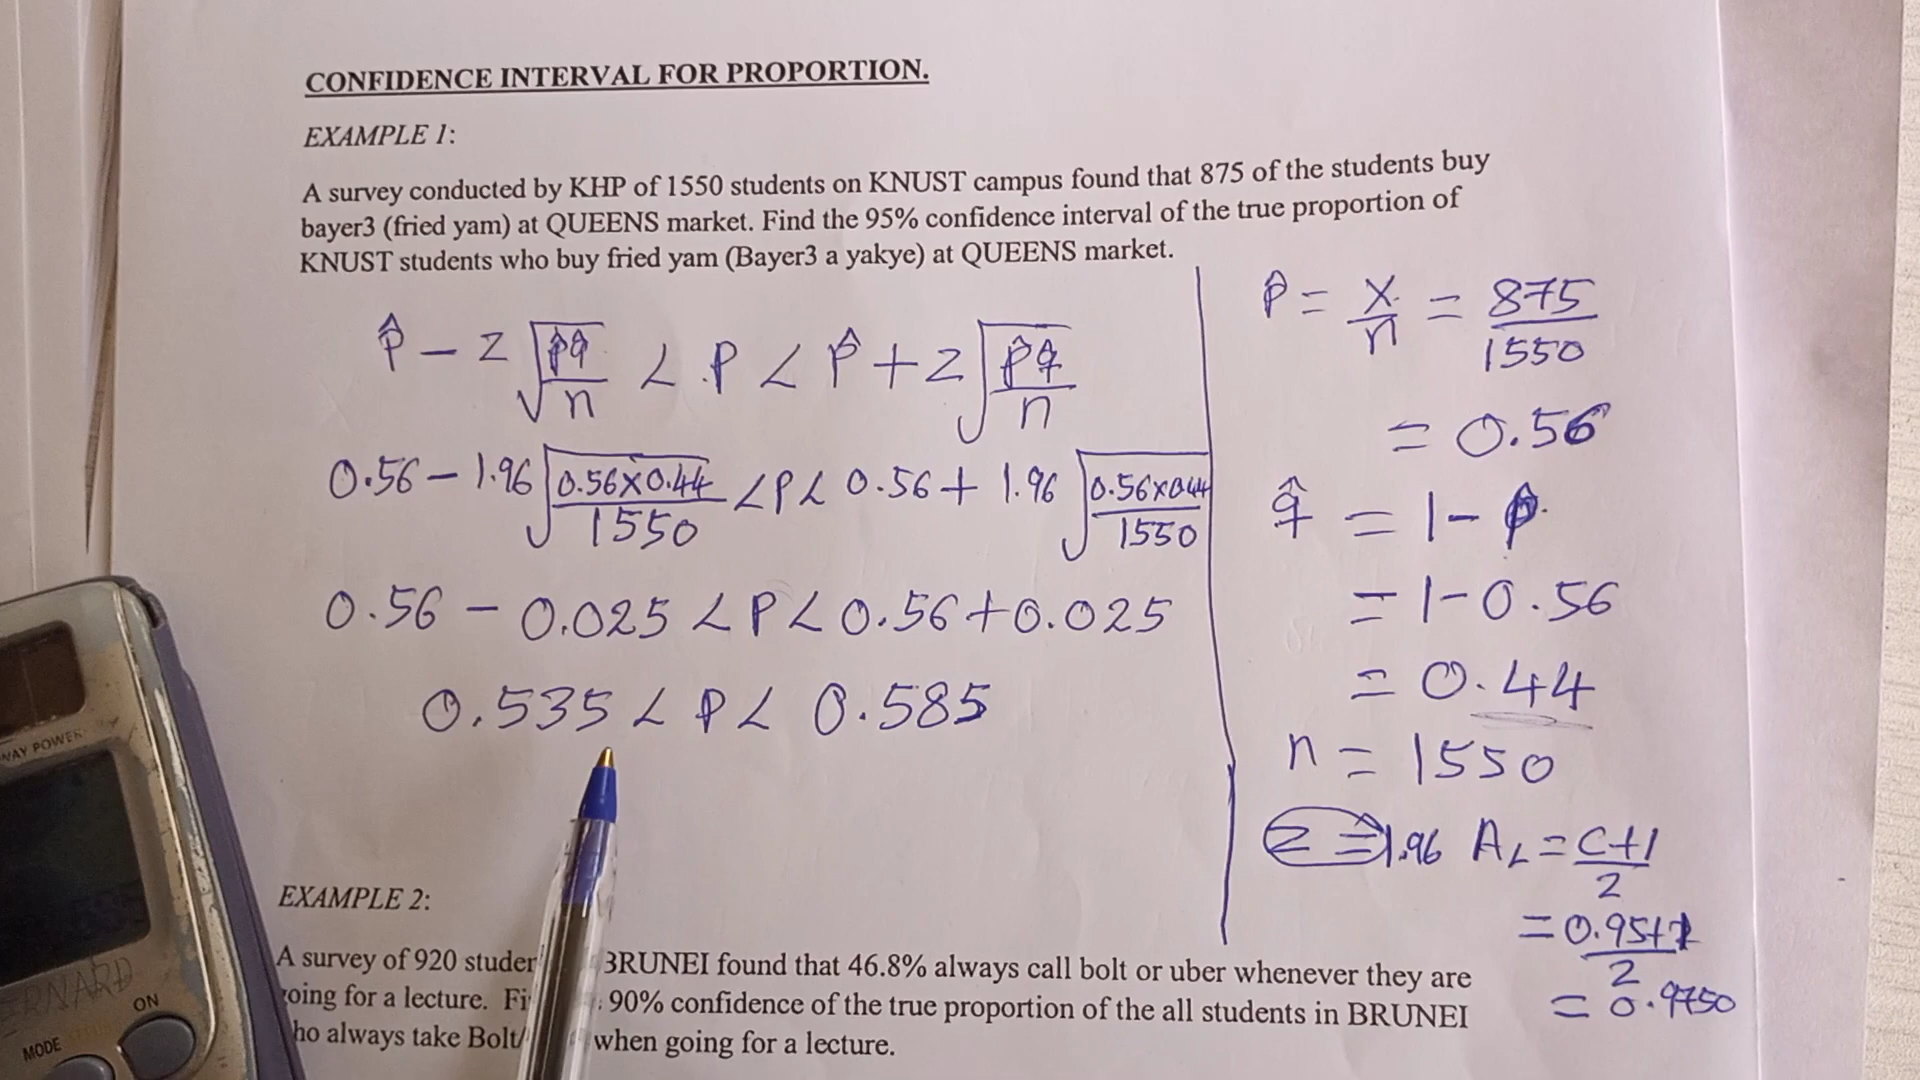 CONFIDENCE INTERVAL FOR PROPORTION.
EXAMPLE 1:
A survey conducted by KHP of 1550 students on KNUST campus found that 875 of the students buy
bayer3 (fried yam) at QUEENS market. Find the 95% confidence interval of the true proportion of
KNUST students who buy fried yam (Bayer3 a yakye) at QUEENS market.
p̂ - z√(p̂q̂/n) < P < p̂ + z√(p̂q̂/n)
0.56 - 1.96√(0.56×0.44/1550) < P < 0.56 + 1.96√(0.56×0.44/1550)
0.56 - 0.025 < P < 0.56 + 0.025
0.535 < P < 0.585
p̂ = x/n = 875/1550
= 0.56
q̂ = 1 - p̂
= 1 - 0.56
= 0.44
n = 1550
z = 1.96 A_L = C+1/2
= 0.95+1/2
= 0.9750
EXAMPLE 2:
A survey of 920 studen BRUNEI found that 46.8% always call bolt or uber whenever they are
oing for a lecture. Fi 90% confidence of the true proportion of the all students in BRUNEI
ho always take Bolt/ when going for a lecture.
WAY POWER
ERNARD
ON
MODE